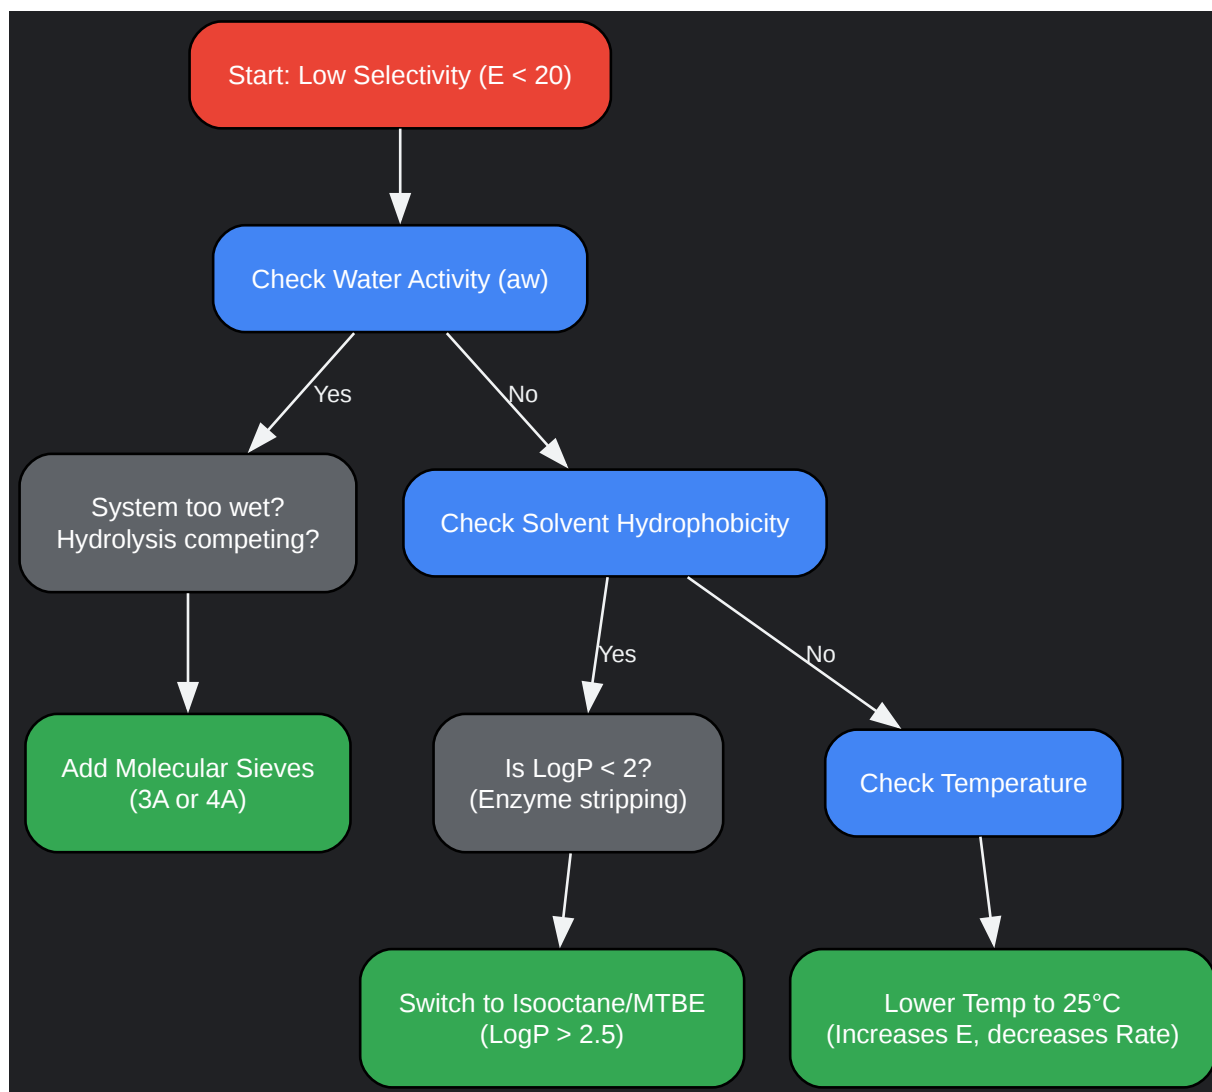 Start: Low Selectivity (E < 20)
Check Water Activity (aw)
Yes
No
System too wet?
Hydrolysis competing?
Check Solvent Hydrophobicity
Yes
No
Add Molecular Sieves
(3A or 4A)
Is LogP < 2?
(Enzyme stripping)
Check Temperature
Switch to Isooctane/MTBE
(LogP > 2.5)
Lower Temp to 25°C
(Increases E, decreases Rate)